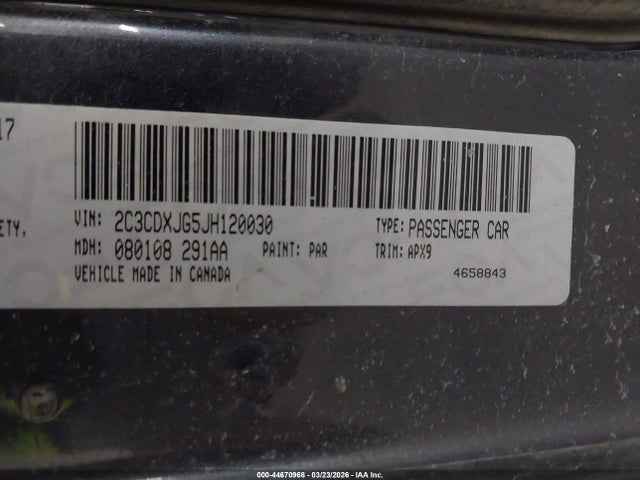 17
VIN: 2C3CDXJG5JH120030 TYPE: PASSENGER CAR
ETY,
MDH: 080108 291AA PAINT: PAR TRIM: APX9
VEHICLE MADE IN CANADA 4658843
000-44670966 - 03/23/2026 - IAA Inc.